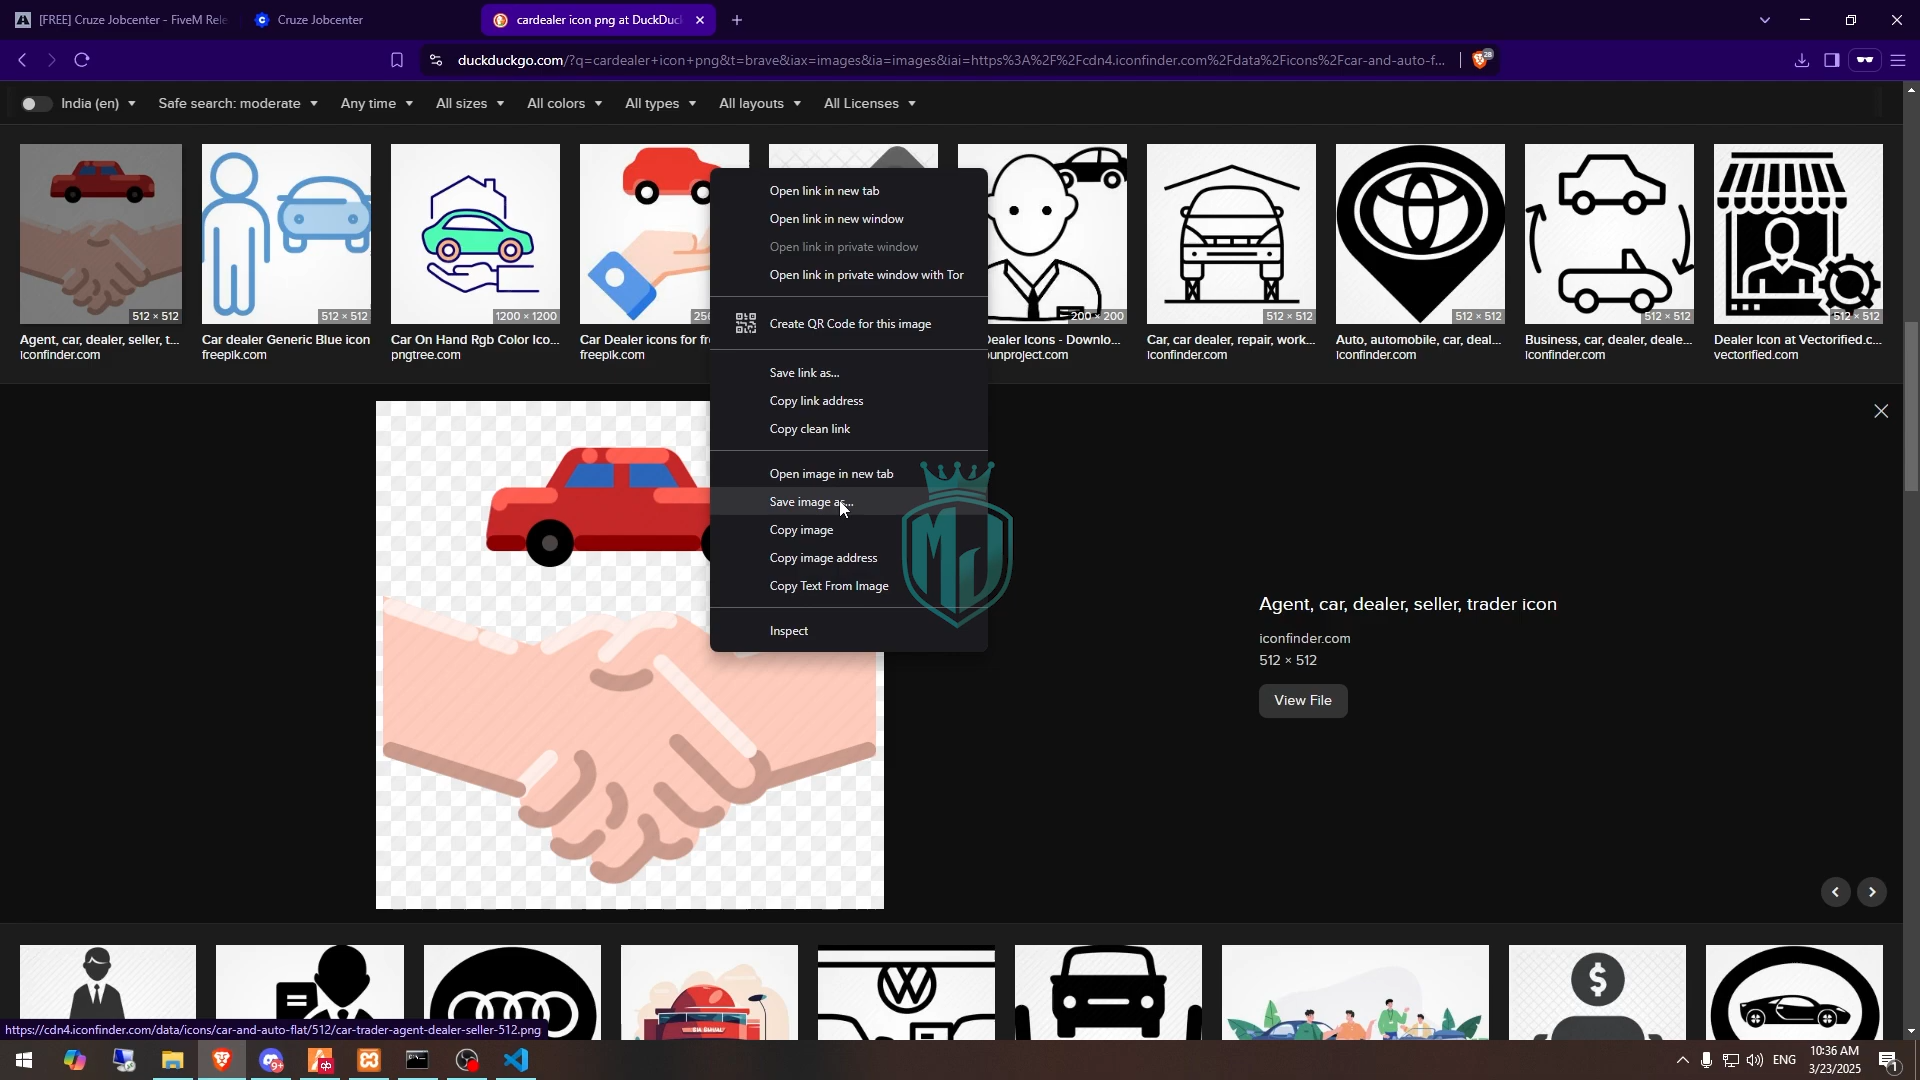 [FREE] Cruze Jobcenter - FiveM Rele
Cruze Jobcenter
cardealer icon png at DuckDuc
duckduckgo.com/?q=cardealer+icon+png&t=brave&iax=images&ia=images&iai=https%3A%2F%2Fcdn4.iconfinder.com%2Fdata%2Ficons%2Fcar-and-auto-f...
28
India (en)
Safe search: moderate
Any time
All sizes
All colors
All types
All layouts
All Licenses
512 × 512
512 × 512
1200 × 1200
200 × 200
512 × 512
512 × 512
512 × 512
512 × 512
Agent, car, dealer, seller, t...
iconfinder.com
Car dealer Generic Blue icon
freepik.com
Car On Hand Rgb Color Ico...
pngtree.com
Car Dealer icons for fr
freepik.com
Dealer Icons - Downlo...
ounproject.com
Car, car dealer, repair, work...
iconfinder.com
Auto, automobile, car, deal...
iconfinder.com
Business, car, dealer, deale...
iconfinder.com
Dealer Icon at Vectorified.c...
vectorified.com
Open link in new tab
Open link in new window
Open link in private window
Open link in private window with Tor
Create QR Code for this image
Save link as...
Copy link address
Copy clean link
Open image in new tab
Save image as...
Copy image
Copy image address
Copy Text From Image
Inspect
MJ
Agent, car, dealer, seller, trader icon
iconfinder.com
512 × 512
View File
https://cdn4.iconfinder.com/data/icons/car-and-auto-flat/512/car-trader-agent-dealer-seller-512.png
ENG
10:36 AM
3/23/2025